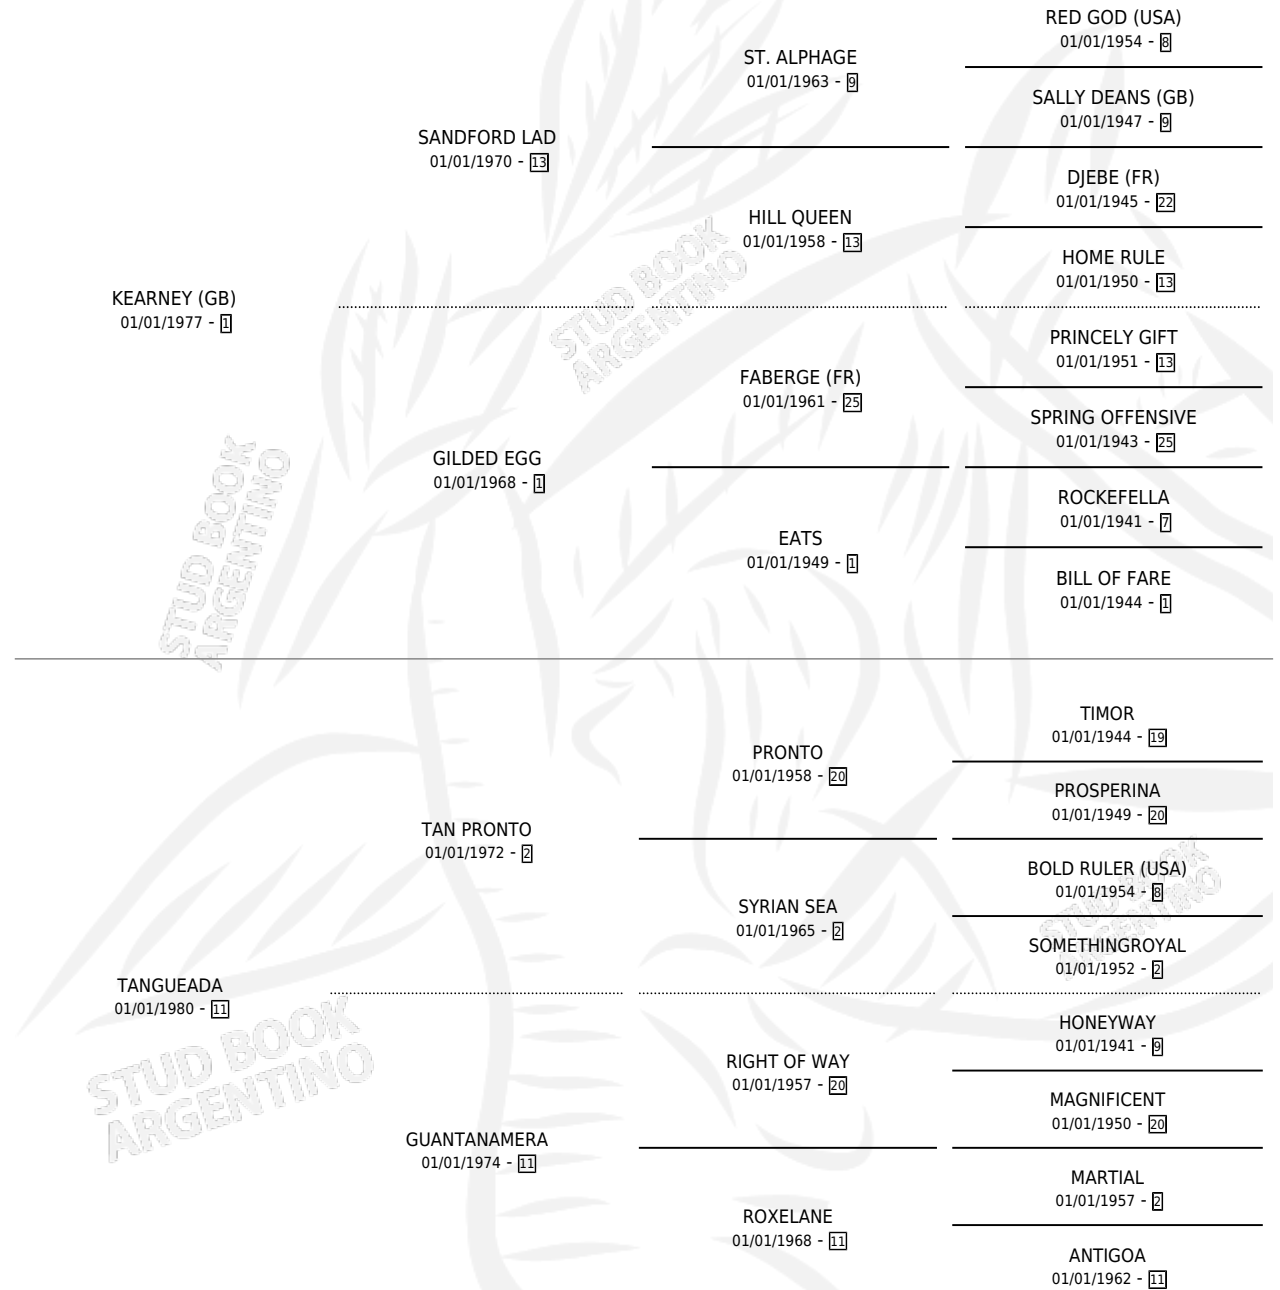 RED GOD (USA)
01/01/1954 - 8
ST. ALPHAGE
01/01/1963 - 9
SALLY DEANS (GB)
01/01/1947 - 9
SANDFORD LAD
01/01/1970 - 13
DJEBE (FR)
01/01/1945 - 22
HILL QUEEN
01/01/1958 - 13
HOME RULE
01/01/1950 - 13
KEARNEY (GB)
01/01/1977 - 1
PRINCELY GIFT
01/01/1951 - 13
FABERGE (FR)
01/01/1961 - 25
SPRING OFFENSIVE
01/01/1943 - 25
GILDED EGG
01/01/1968 - 1
ROCKEFELLA
01/01/1941 - 7
EATS
01/01/1949 - 1
BILL OF FARE
01/01/1944 - 1
TIMOR
01/01/1944 - 19
PRONTO
01/01/1958 - 20
PROSPERINA
01/01/1949 - 20
TAN PRONTO
01/01/1972 - 2
BOLD RULER (USA)
01/01/1954 - 8
SYRIAN SEA
01/01/1965 - 2
SOMETHINGROYAL
01/01/1952 - 2
TANGUEADA
01/01/1980 - 11
HONEYWAY
01/01/1941 - 9
RIGHT OF WAY
01/01/1957 - 20
MAGNIFICENT
01/01/1950 - 20
GUANTANAMERA
01/01/1974 - 11
MARTIAL
01/01/1957 - 2
ROXELANE
01/01/1968 - 11
ANTIGOA
01/01/1962 - 11
STUD BOOK
ARGENTINO
STUD BOOK
ARGENTINO
STUD BOOK
ARGENTINO
STUD BOOK
ARGENTINO